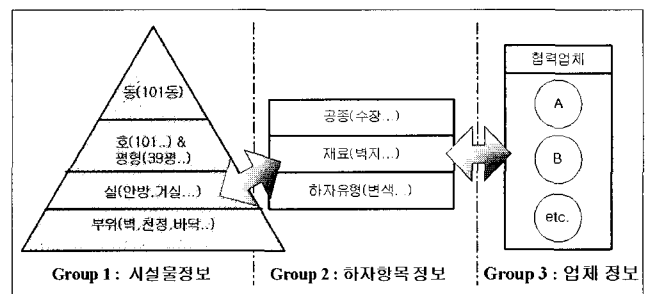 동(101동)
호(101..) &
평형(39평..)
실(안방,거실...)
부위(벽,천정,바닥..)
공종(수장..)
재료(벽지...)
하자유형(변색...)
협력업체
A
B
etc.
Group 1 : 시설물정보
Group 2 : 하자항목 정보
Group 3 : 업체 정보